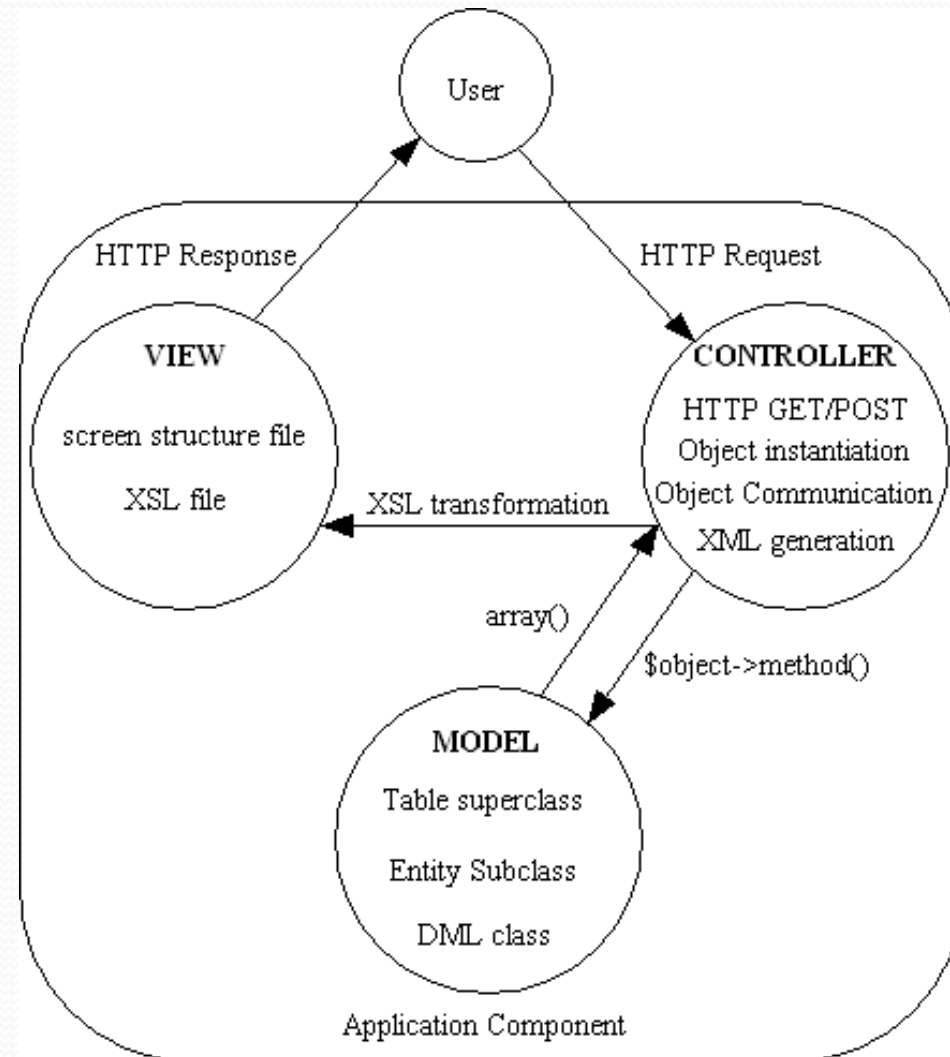 User
HTTP Response
HTTP Request
VIEW
screen structure file
XSL file
CONTROLLER
HTTP GET/POST
Object instantiation
Object Communication
XML generation
XSL transformation
array()
$object->method()
MODEL
Table superclass
Entity Subclass
DML class
Application Component